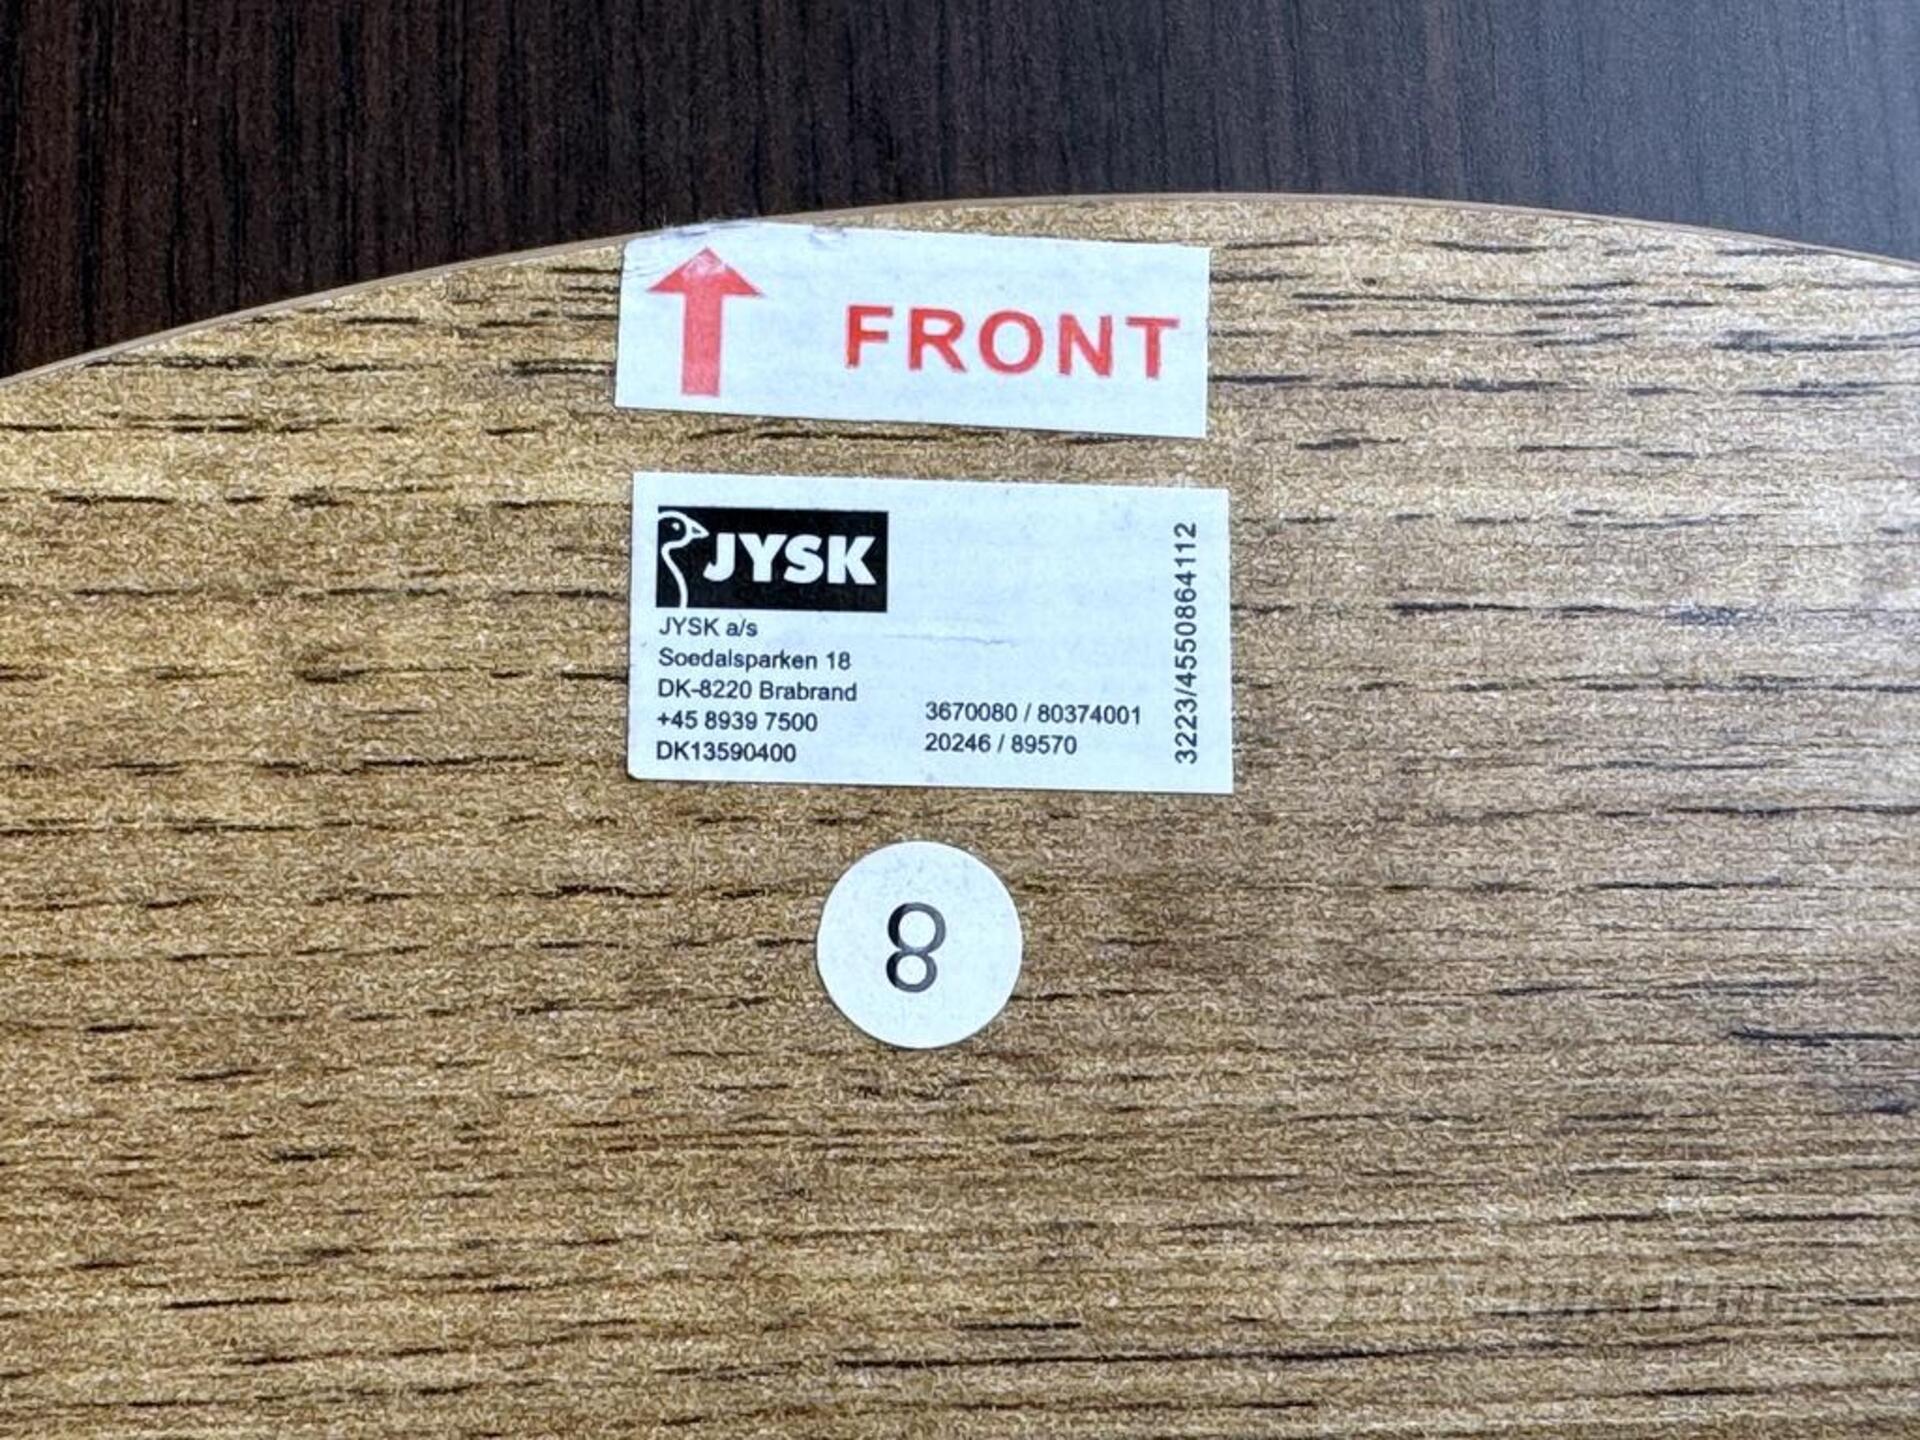 FRONT
JYSK
JYSK a/s
Soedalsparken 18
DK-8220 Brabrand
+45 8939 7500
DK13590400
3670080 / 80374001
20246 / 89570
3223/4550864112
8